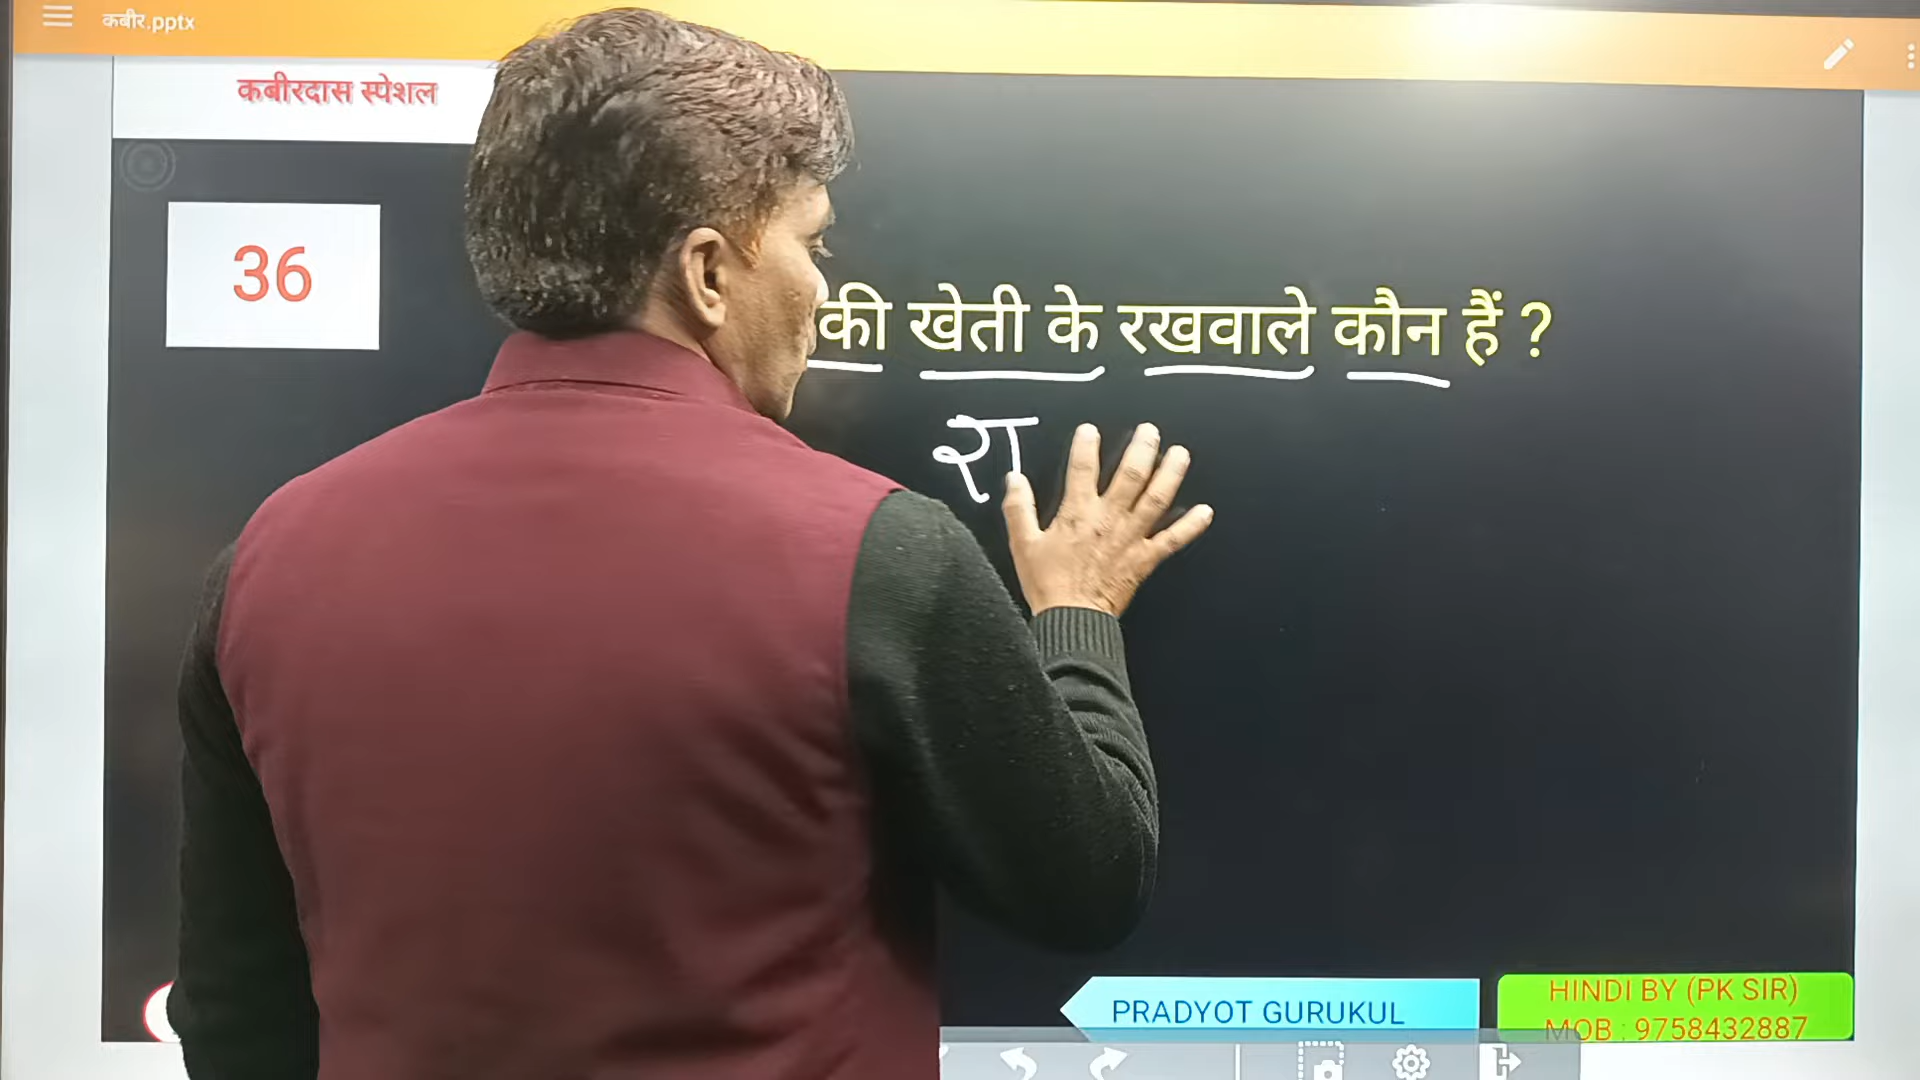 कबीर.pptx
कबीरदास स्पेशल
36
की खेती के रखवाले कौन हैं ?
रा
PRADYOT GURUKUL
HINDI BY (PK SIR)
MOB : 9758432887